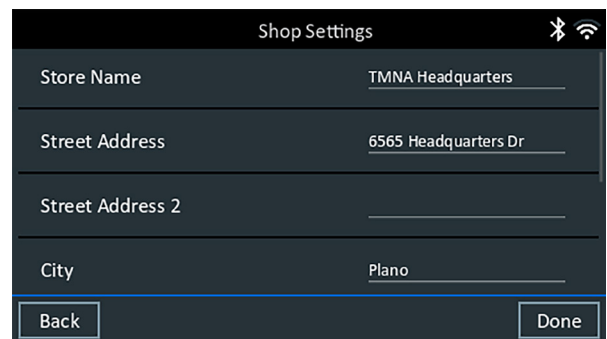 Shop Settings
Store Name TMNA Headquarters
Street Address 6565 Headquarters Dr
Street Address 2
City Plano
Back Done